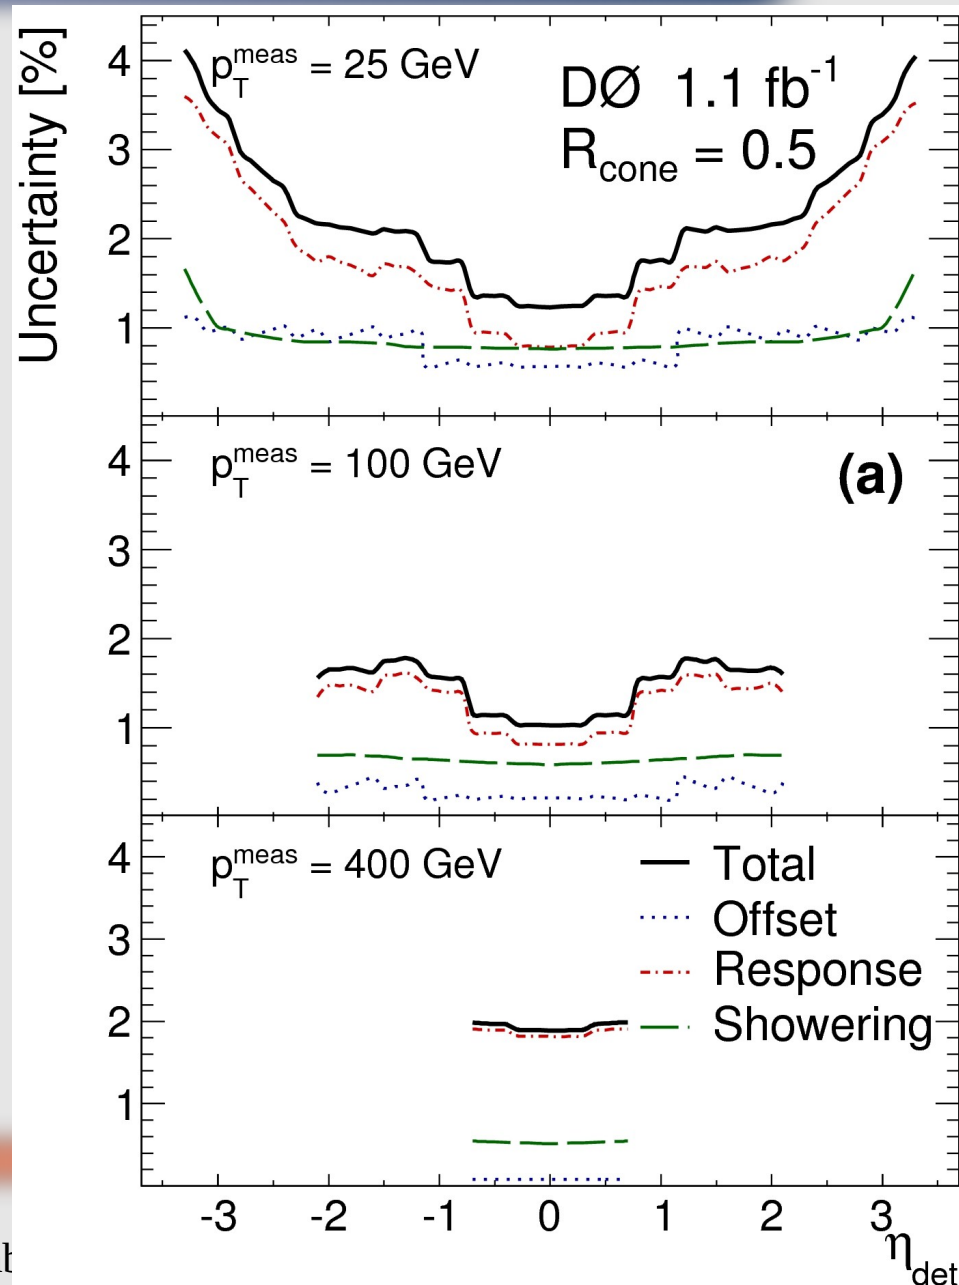 Uncertainty [%]
p_T^meas = 25 GeV
DØ 1.1 fb^-1
R_cone = 0.5
4
3
2
1
p_T^meas = 100 GeV
(a)
4
3
2
1
p_T^meas = 400 GeV
Total
Offset
Response
Showering
4
3
2
1
-3 -2 -1 0 1 2 3
η_det